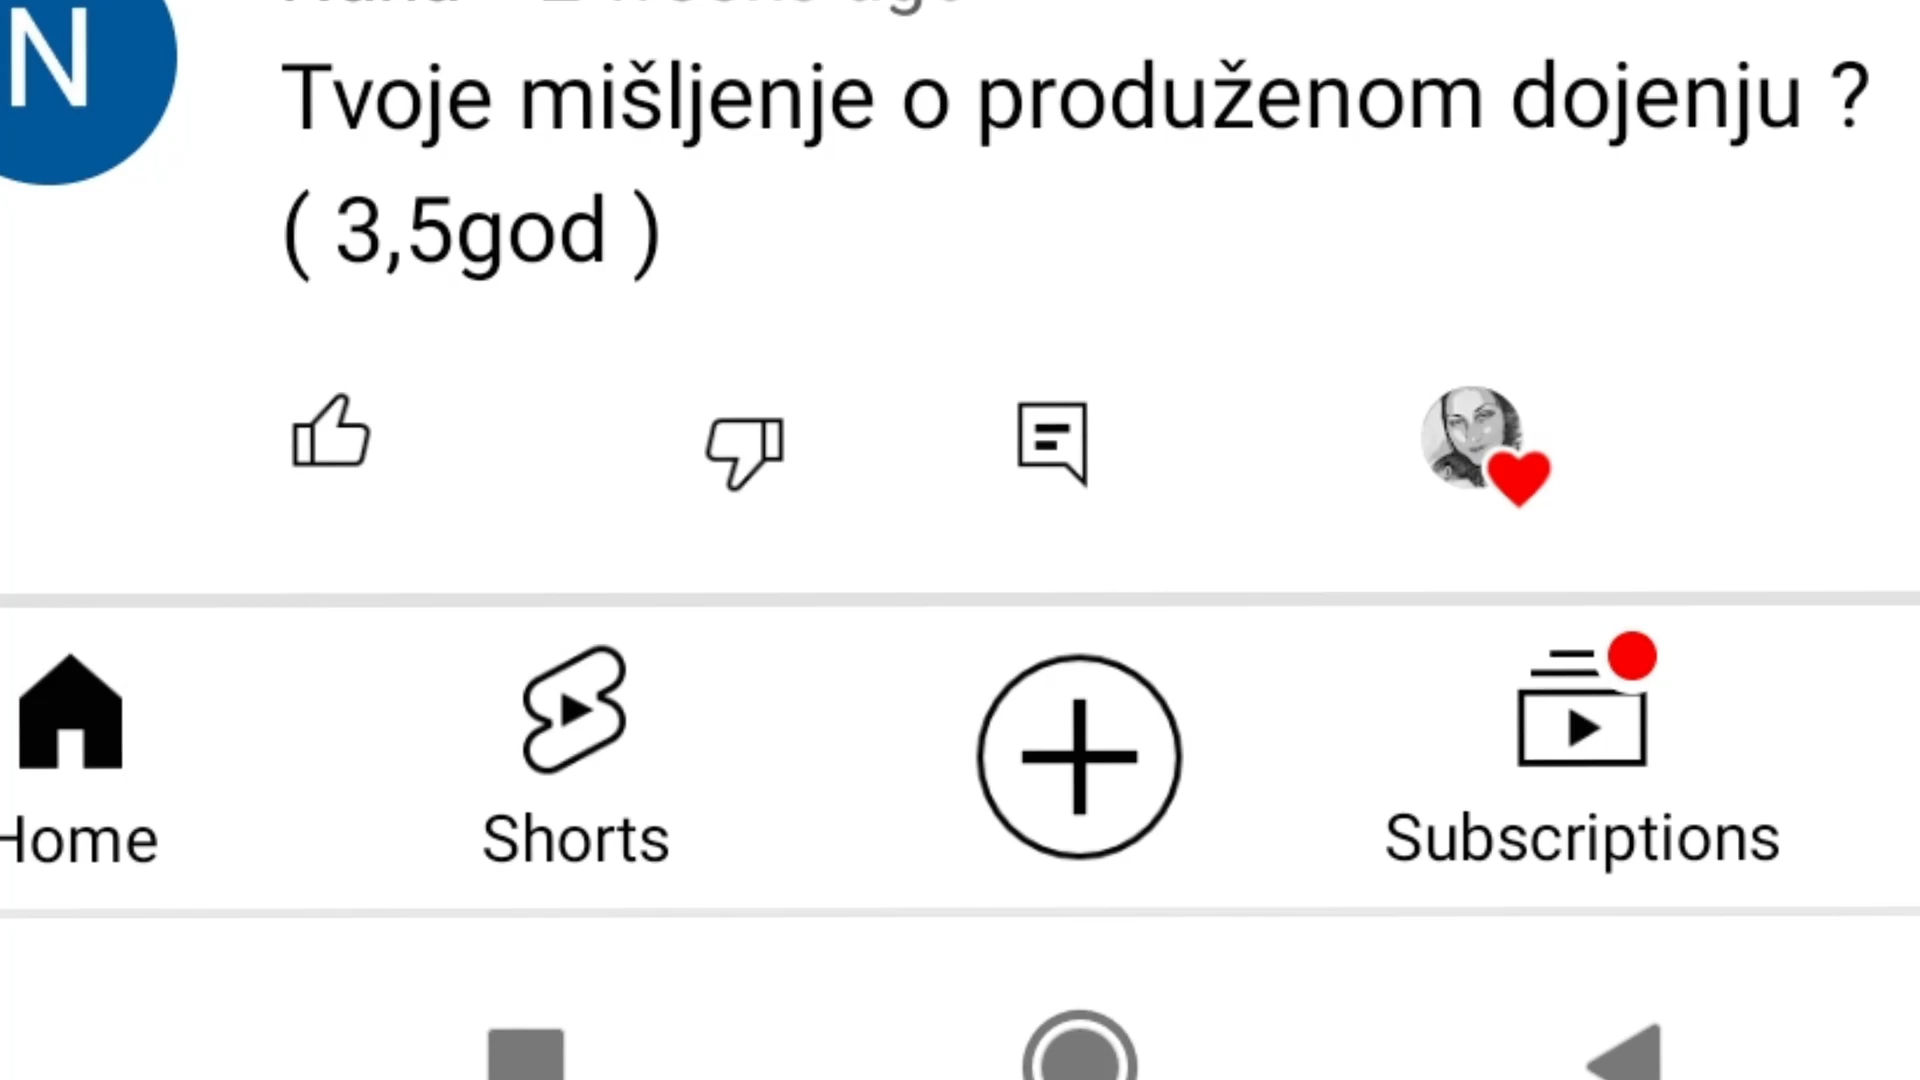 N
Tvoje mišljenje o produženom dojenju ?
( 3,5god )
Home
Shorts
Subscriptions